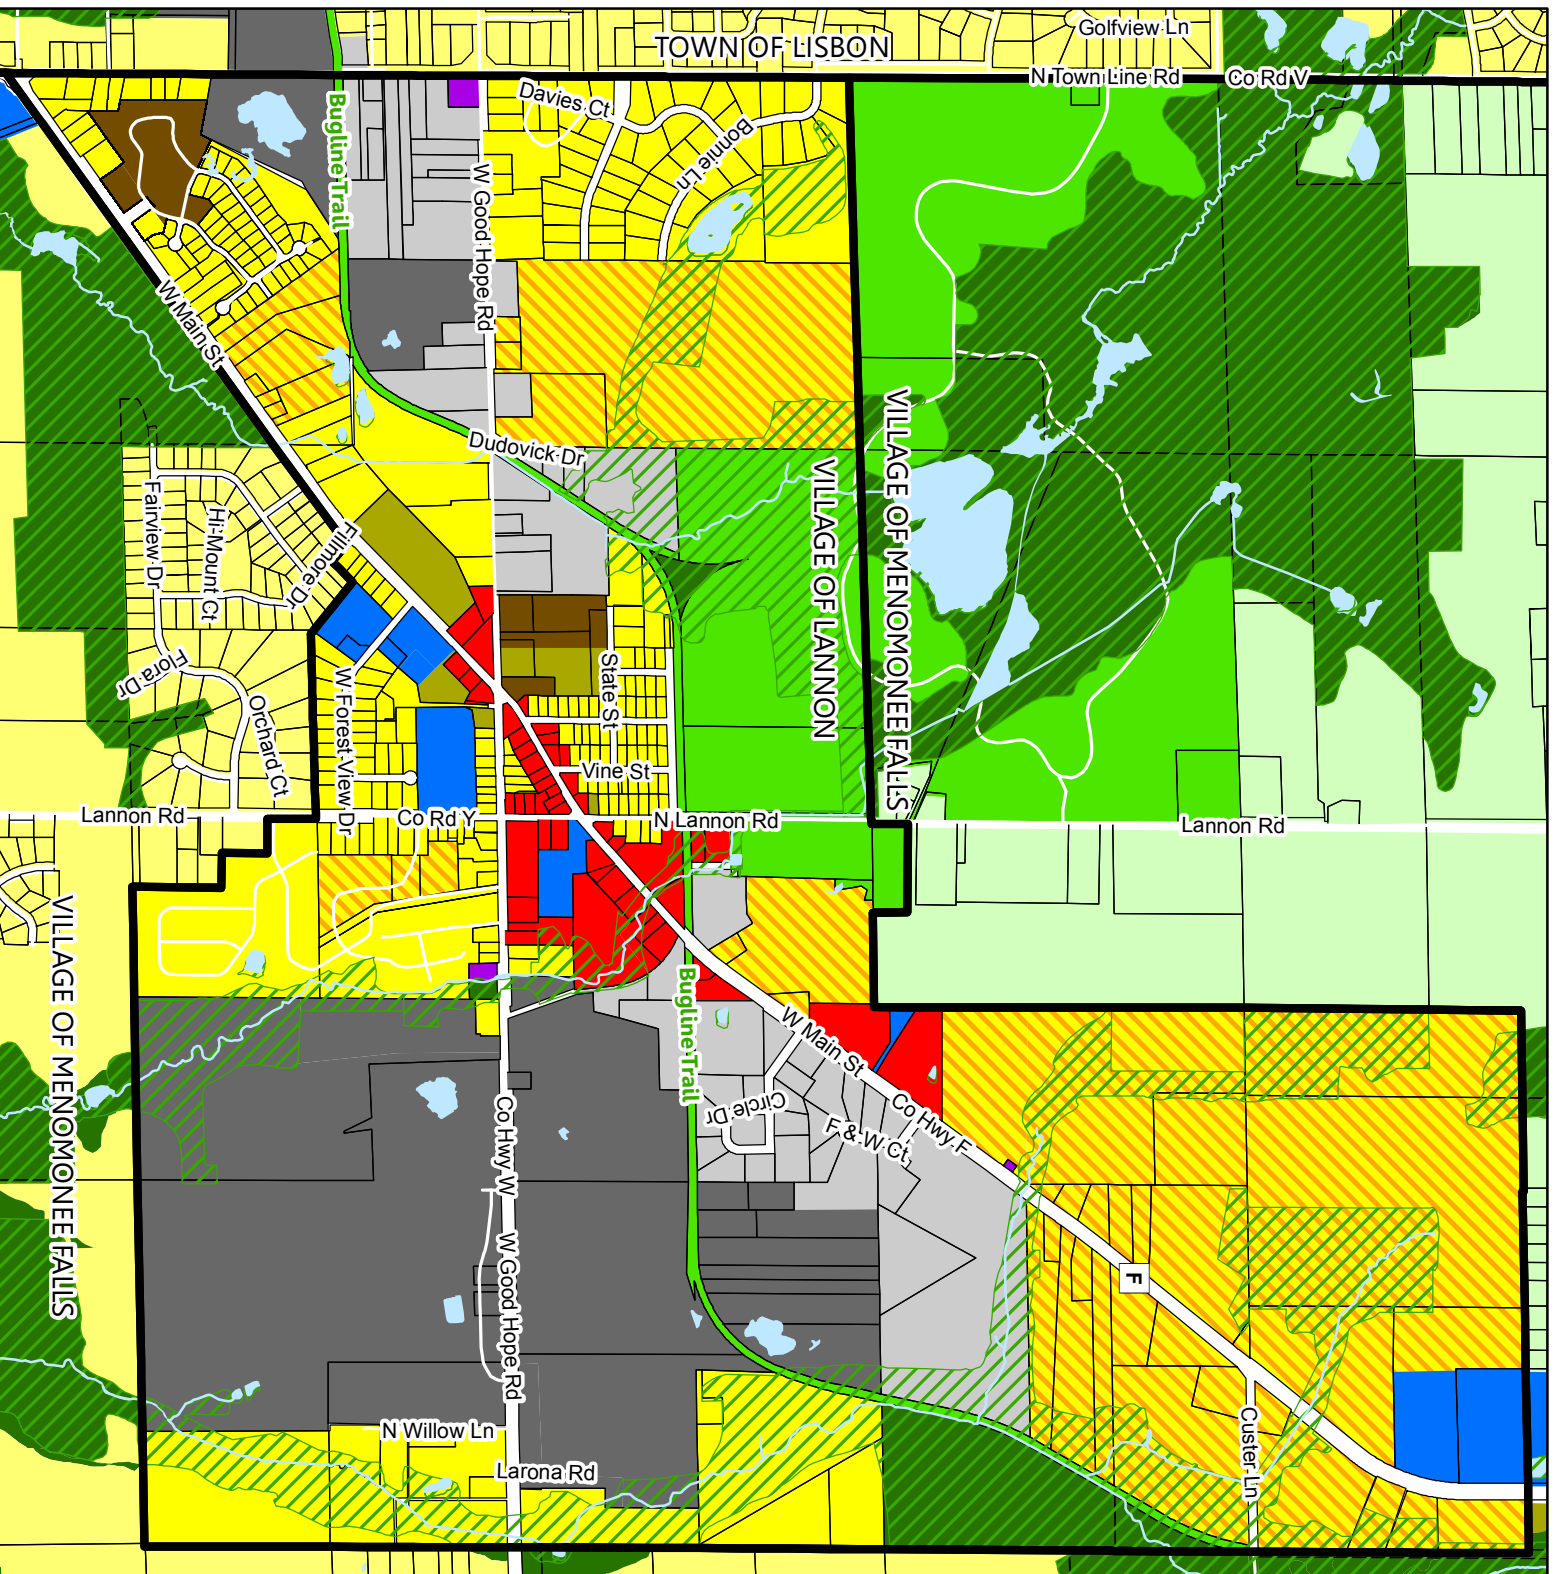 TOWN OF LISBON
Golfview Ln
N Town Line Rd
Co Rd V
Davies Ct
Bonnie Ln
Bugline Trail
W Good Hope Rd
W Main St
Dudovick Dr
VILLAGE OF MENOMONEE FALLS
VILLAGE OF LANNON
Fairview Dr
Hi-Mount Ct
Fillmore Dr
Flora Dr
Orchard Ct
W Forest View Dr
State St
Vine St
Lannon Rd
Co Rd Y
N Lannon Rd
Lannon Rd
VILLAGE OF MENOMONEE FALLS
Bugline Trail
W Main St
Circle Dr
F & W Ct
Co Hwy F
Co Hwy W
W Good Hope Rd
F
Custer Ln
N Willow Ln
Larona Rd